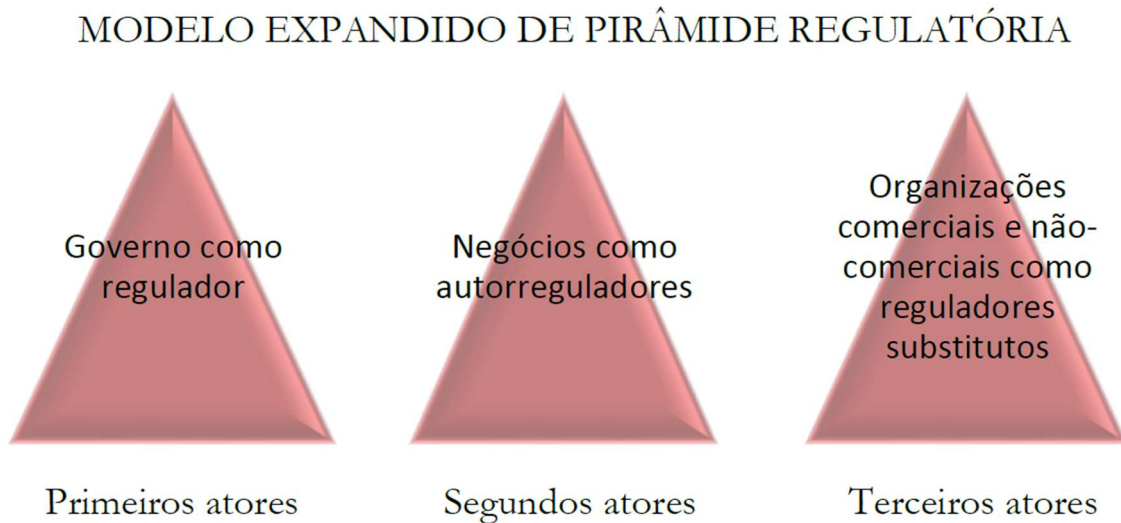 MODELO EXPANDIDO DE PIRÂMIDE REGULATÓRIA
Governo como
regulador
Negócios como
autorreguladores
Organizações
comerciais e não-
comerciais como
reguladores
substitutos
Primeiros atores
Segundos atores
Terceiros atores